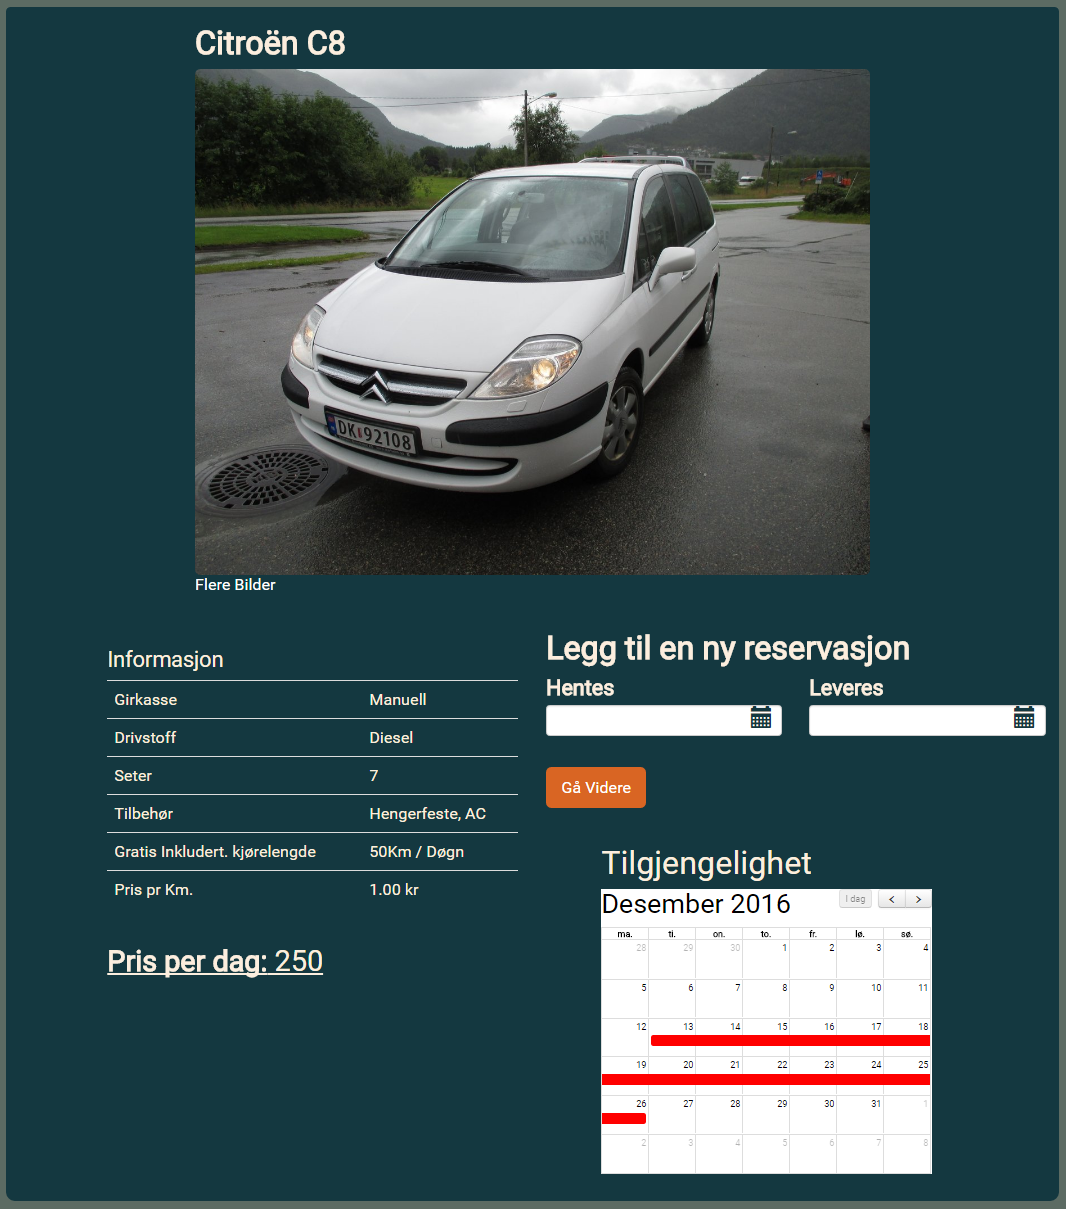 Citroën C8
DK 92108
Flere Bilder
Informasjon
Girkasse Manuell
Drivstoff Diesel
Seter 7
Tilbehør Hengerfeste, AC
Gratis Inkludert. kjørelengde 50Km / Døgn
Pris pr Km. 1.00 kr
Pris per dag: 250
Legg til en ny reservasjon
Hentes Leveres
Gå Videre
Tilgjengelighet
Desember 2016 I dag < >
ma. ti. on. to. fr. lø. sø.
28 29 30 1 2 3 4
5 6 7 8 9 10 11
12 13 14 15 16 17 18
19 20 21 22 23 24 25
26 27 28 29 30 31 1
2 3 4 5 6 7 8